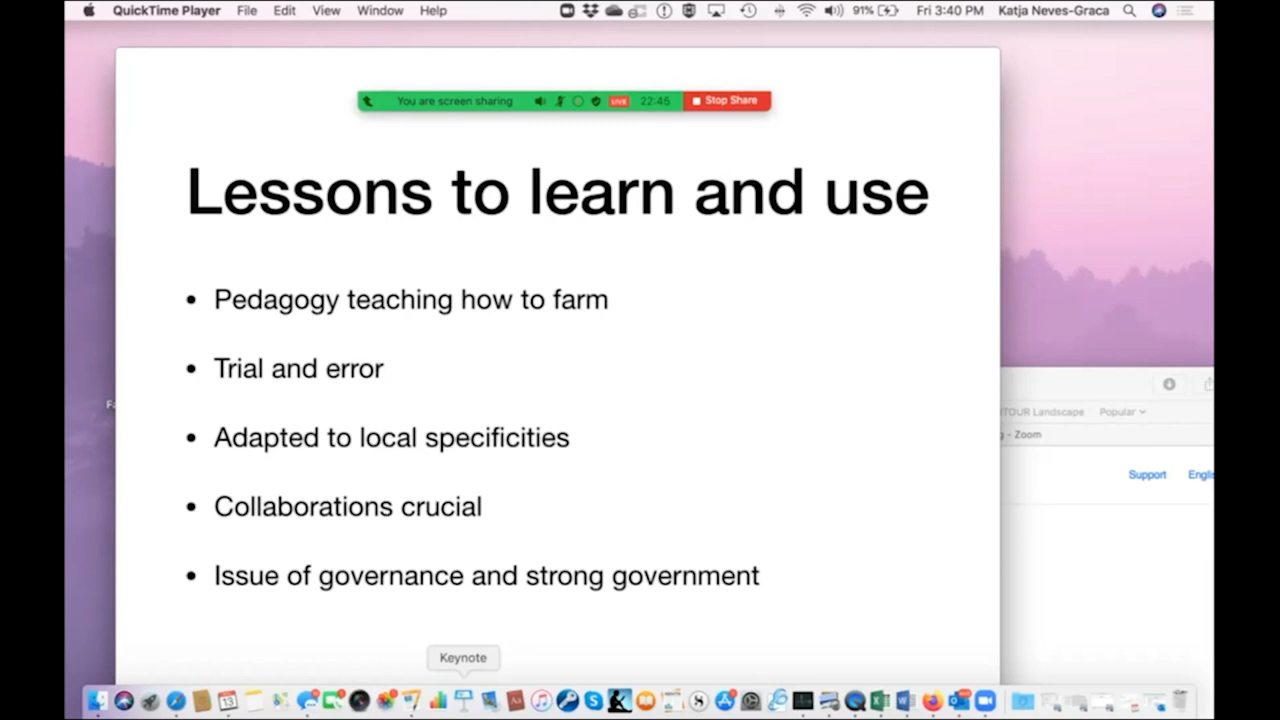 QuickTime Player File Edit View Window Help 91% Fri 3:40 PM Katja Neves-Graca
You are screen sharing LIVE 22:45 Stop Share
Lessons to learn and use
• Pedagogy teaching how to farm
• Trial and error
• Adapted to local specificities
• Collaborations crucial
• Issue of governance and strong government
Landscape Popular
- Zoom
Support
Keynote
13